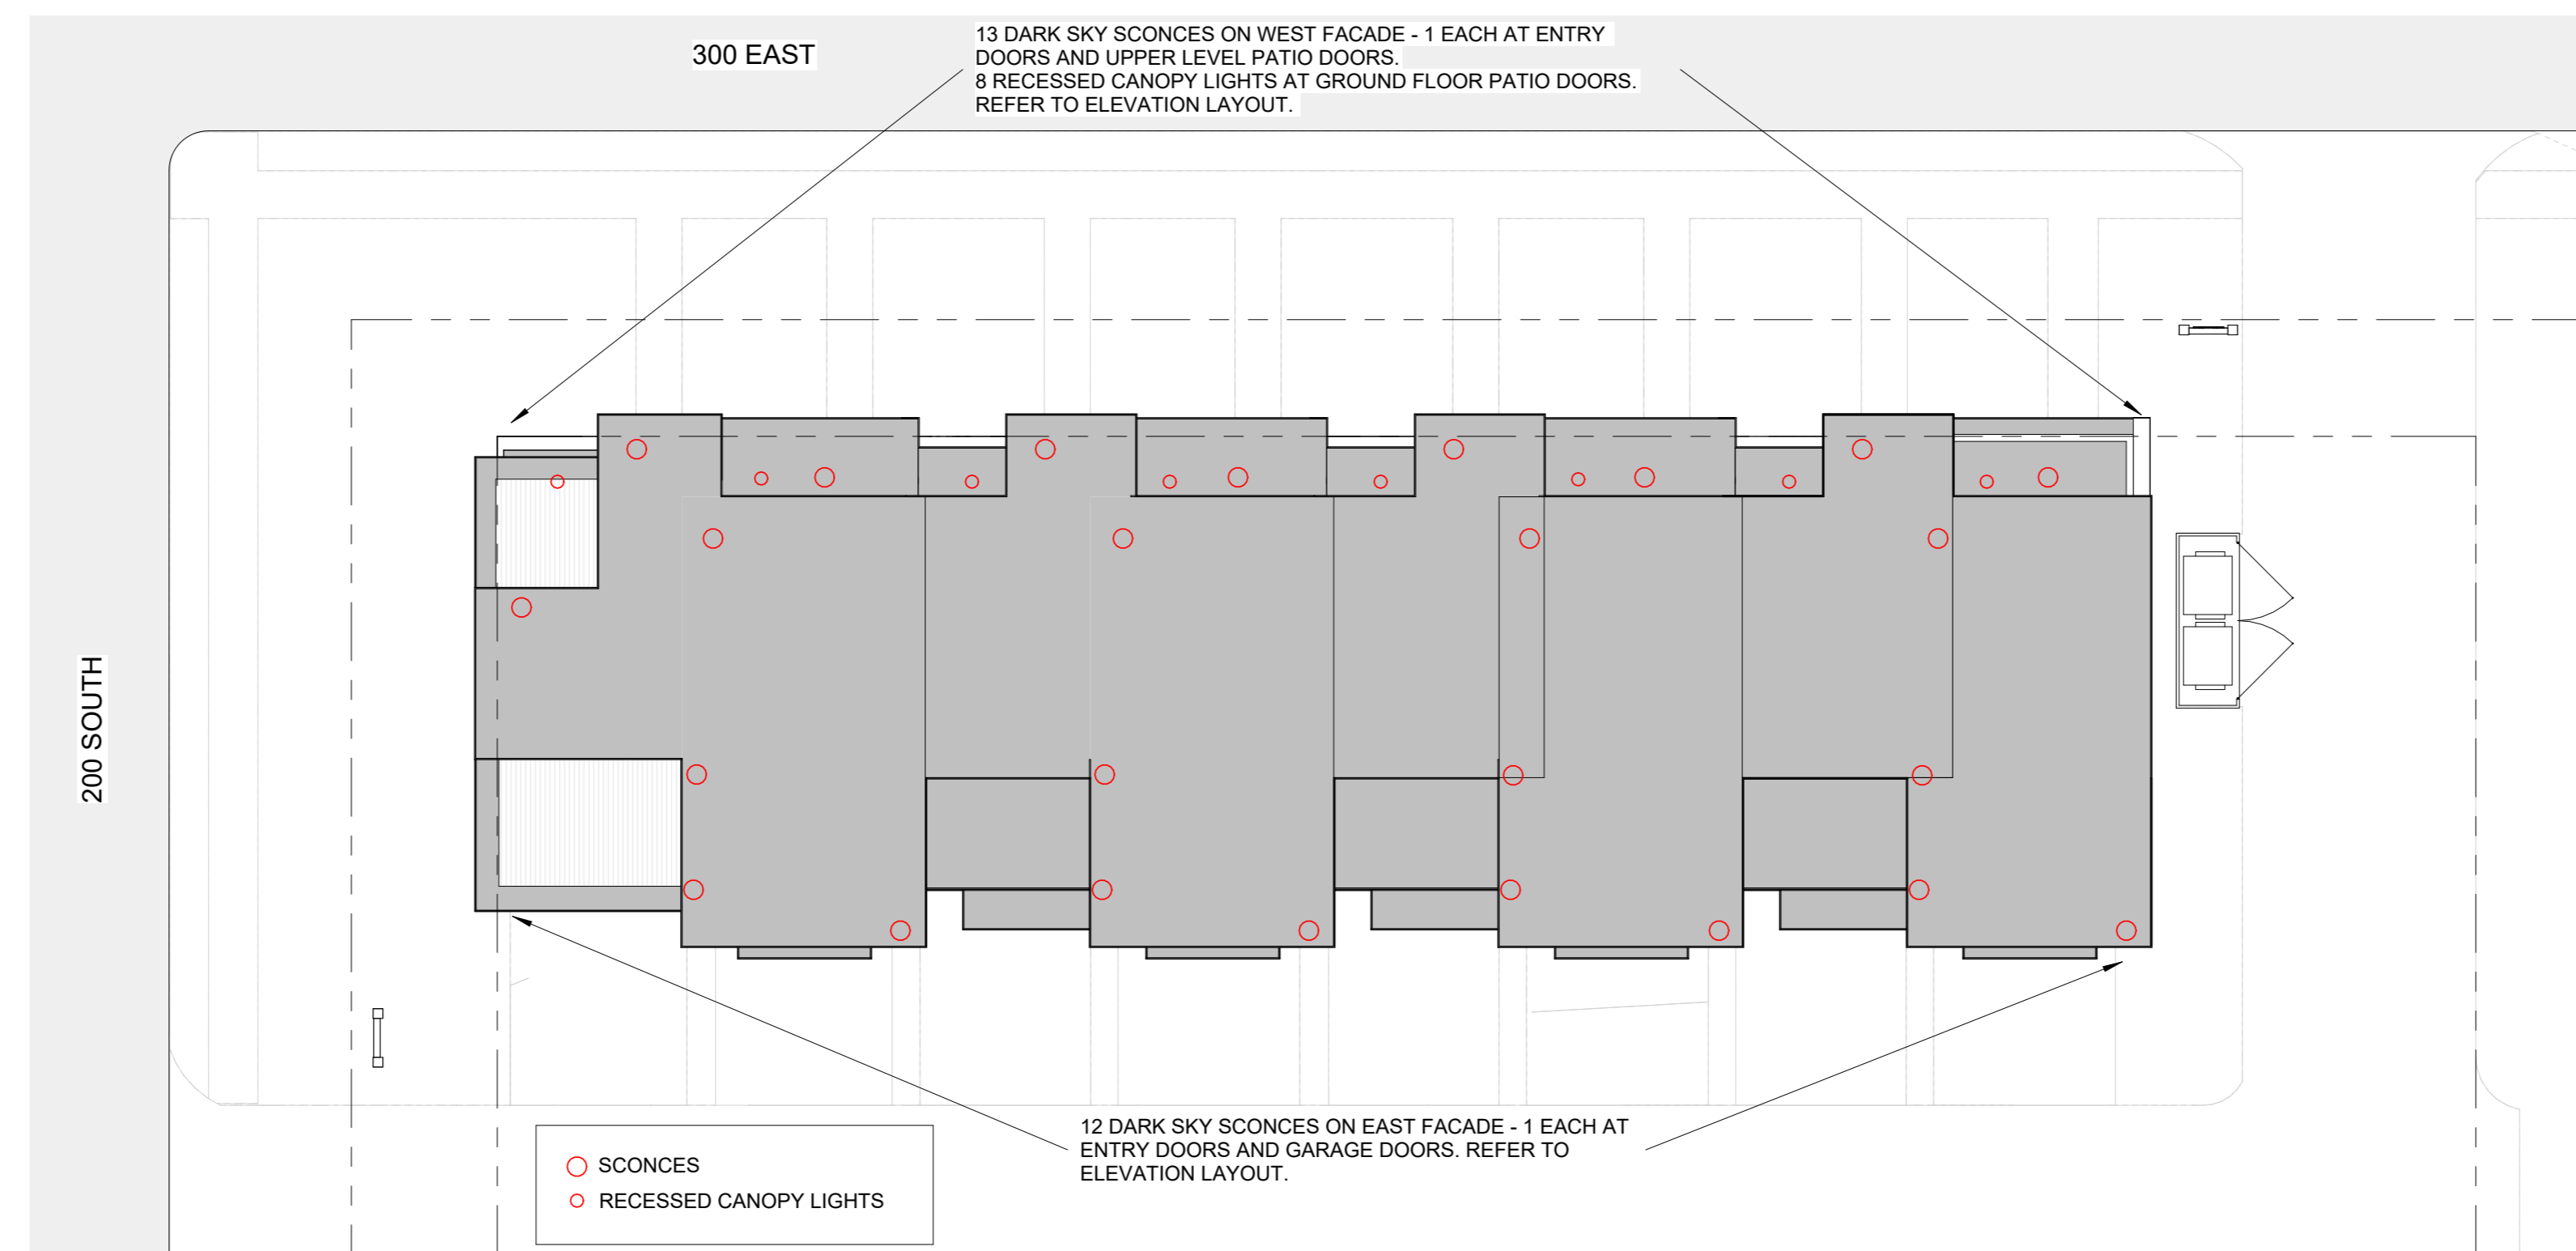 300 EAST
13 DARK SKY SCONCES ON WEST FACADE - 1 EACH AT ENTRY
DOORS AND UPPER LEVEL PATIO DOORS.
8 RECESSED CANOPY LIGHTS AT GROUND FLOOR PATIO DOORS.
REFER TO ELEVATION LAYOUT.
200 SOUTH
12 DARK SKY SCONCES ON EAST FACADE - 1 EACH AT
ENTRY DOORS AND GARAGE DOORS. REFER TO
ELEVATION LAYOUT.
SCONCES
RECESSED CANOPY LIGHTS